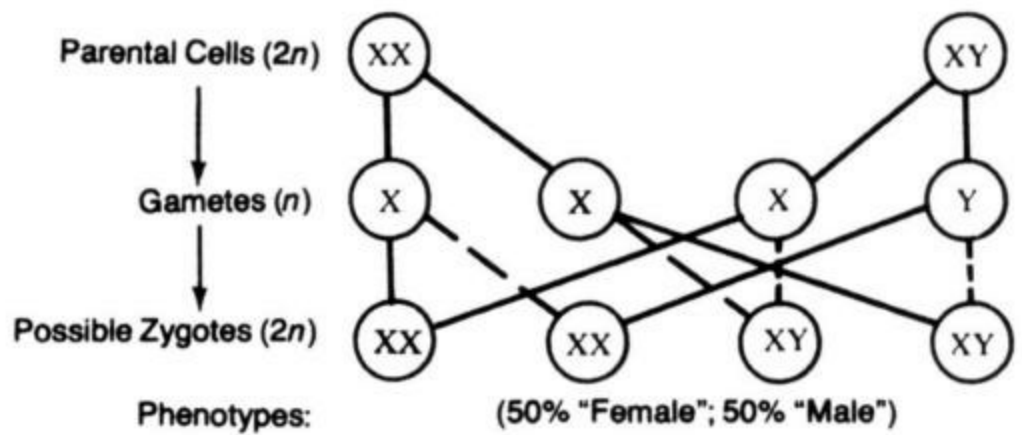 Parental Cells (2n) XX XY
Gametes (n) X X X Y
Possible Zygotes (2n) XX XX XY XY
Phenotypes: (50% "Female"; 50% "Male")